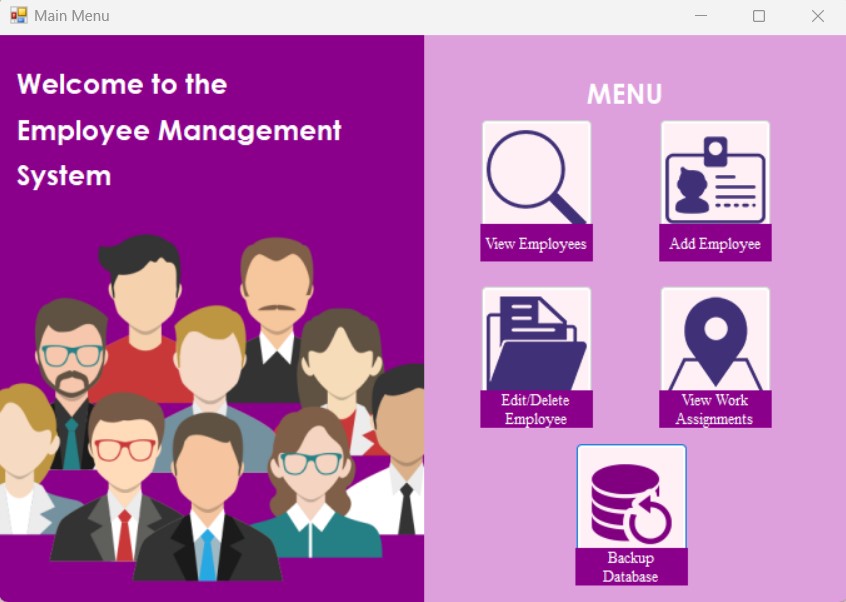 Main Menu
Welcome to the
Employee Management
System
MENU
View Employees
Add Employee
Edit/Delete
Employee
View Work
Assignments
Backup
Database